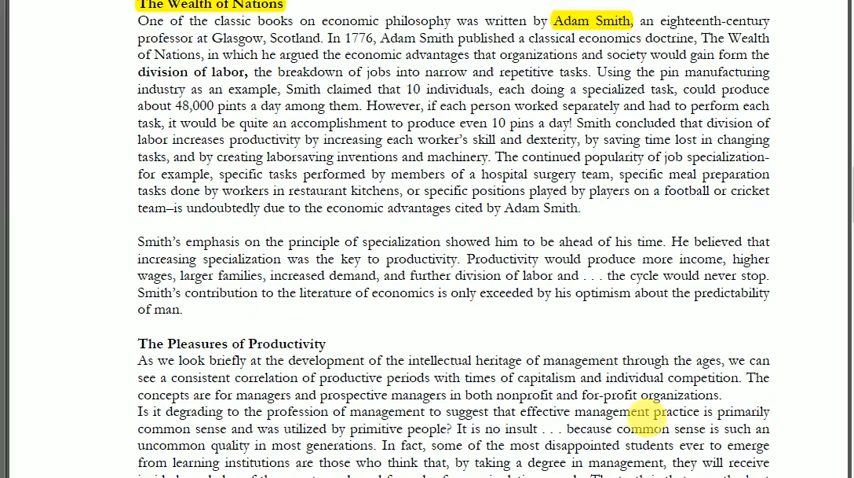 The Wealth of Nations
One of the classic books on economic philosophy was written by Adam Smith, an eighteenth-century
professor at Glasgow, Scotland. In 1776, Adam Smith published a classical economics doctrine, The Wealth
of Nations, in which he argued the economic advantages that organizations and society would gain form the
division of labor, the breakdown of jobs into narrow and repetitive tasks. Using the pin manufacturing
industry as an example, Smith claimed that 10 individuals, each doing a specialized task, could produce
about 48,000 pints a day among them. However, if each person worked separately and had to perform each
task, it would be quite an accomplishment to produce even 10 pins a day! Smith concluded that division of
labor increases productivity by increasing each worker's skill and dexterity, by saving time lost in changing
tasks, and by creating laborsaving inventions and machinery. The continued popularity of job specialization-
for example, specific tasks performed by members of a hospital surgery team, specific meal preparation
tasks done by workers in restaurant kitchens, or specific positions played by players on a football or cricket
team–is undoubtedly due to the economic advantages cited by Adam Smith.
Smith's emphasis on the principle of specialization showed him to be ahead of his time. He believed that
increasing specialization was the key to productivity. Productivity would produce more income, higher
wages, larger families, increased demand, and further division of labor and . . . the cycle would never stop.
Smith's contribution to the literature of economics is only exceeded by his optimism about the predictability
of man.
The Pleasures of Productivity
As we look briefly at the development of the intellectual heritage of management through the ages, we can
see a consistent correlation of productive periods with times of capitalism and individual competition. The
concepts are for managers and prospective managers in both nonprofit and for-profit organizations.
Is it degrading to the profession of management to suggest that effective management practice is primarily
common sense and was utilized by primitive people? It is no insult . . . because common sense is such an
uncommon quality in most generations. In fact, some of the most disappointed students ever to emerge
from learning institutions are those who think that, by taking a degree in management, they will receive